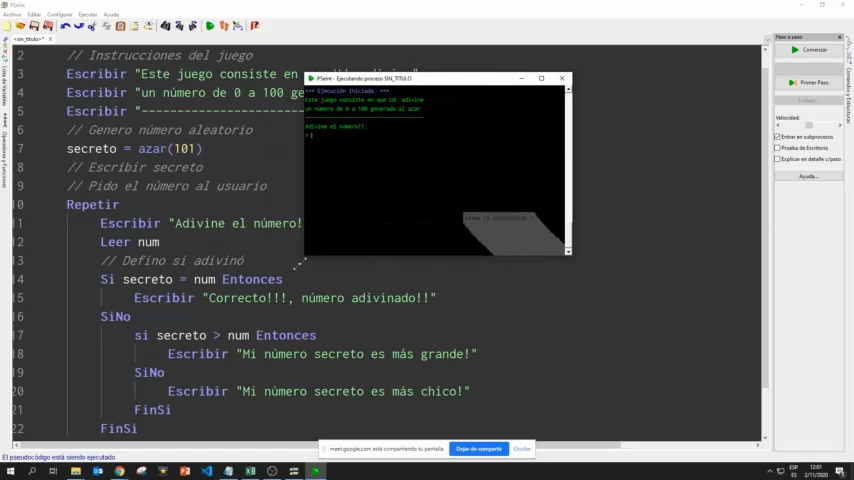 PSeInt
Archivo Editar Configurar Ejecutar Ayuda
<sin_titulo>*
2 // Instrucciones del juego
3 Escribir "Este juego consiste en
4 Escribir "un número de 0 a 100 ge
5 Escribir "-----------------------
6 // Genero número aleatorio
7 secreto = azar(101)
8 // Escribir secreto
9 // Pido el número al usuario
10 Repetir
11 Escribir "Adivine el número!
12 Leer num
13 // Defino si adivinó
14 Si secreto = num Entonces
15 Escribir "Correcto!!!, número adivinado!!"
16 SiNo
17 si secreto > num Entonces
18 Escribir "Mi número secreto es más grande!"
19 SiNo
20 Escribir "Mi número secreto es más chico!"
21 FinSi
22 FinSi
PSeInt - Ejecutando proceso SIN_TITULO
*** Ejecución Iniciada. ***
Este juego consiste en que Ud. adivine
un número de 0 a 100 generado al azar
Adivine el número!!:
>
Lista de Variables
Operadores y Funciones
Comandos y Estructuras
Paso a paso
Comenzar
Primer Paso
Evaluar...
Velocidad:
Entrar en subprocesos
Prueba de Escritorio
Explicar en detalle c/paso
Ayuda...
El pseudocódigo está siendo ejecutado.
meet.google.com está compartiendo tu pantalla.
Dejar de compartir
Ocultar
ESP
ES
12:01
2/11/2020